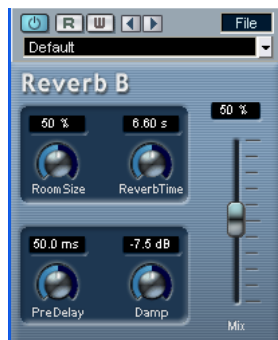 R W File
Default
Reverb B
50 % 6.60 s 50 %
RoomSize ReverbTime
50.0 ms -7.5 dB
PreDelay Damp
Mix